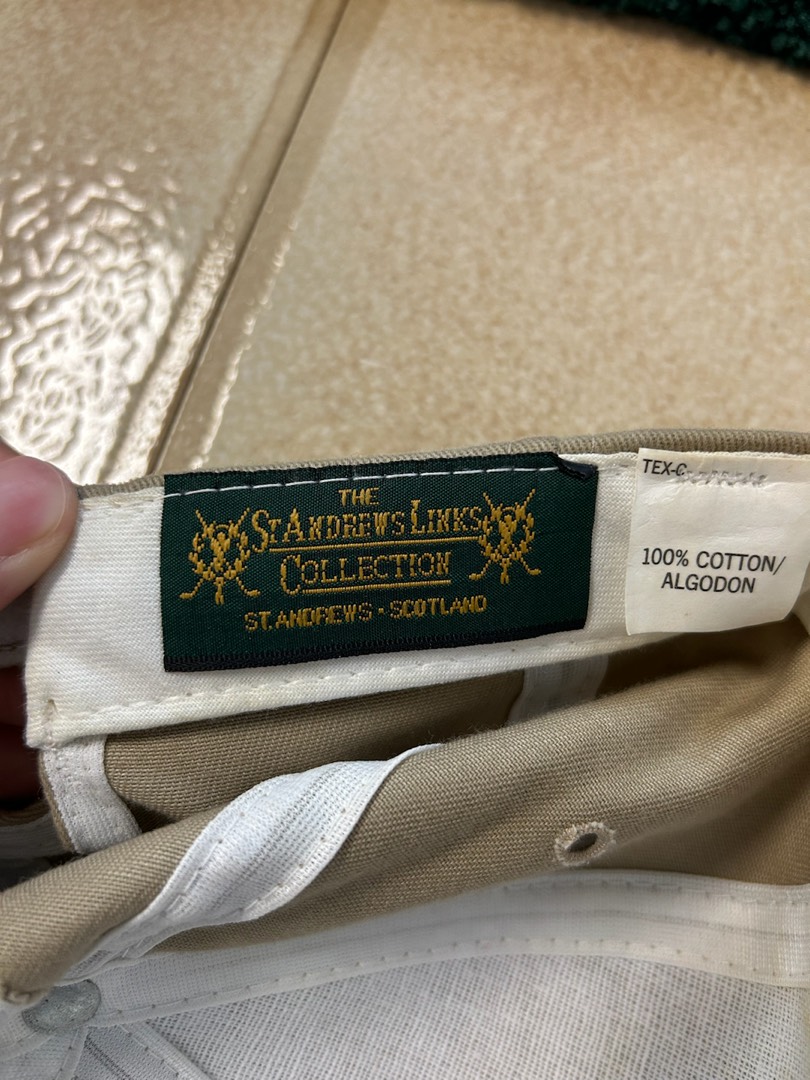 THE
ST ANDREWS LINKS
COLLECTION
ST. ANDREWS - SCOTLAND
TEX-C
100% COTTON/
ALGODON